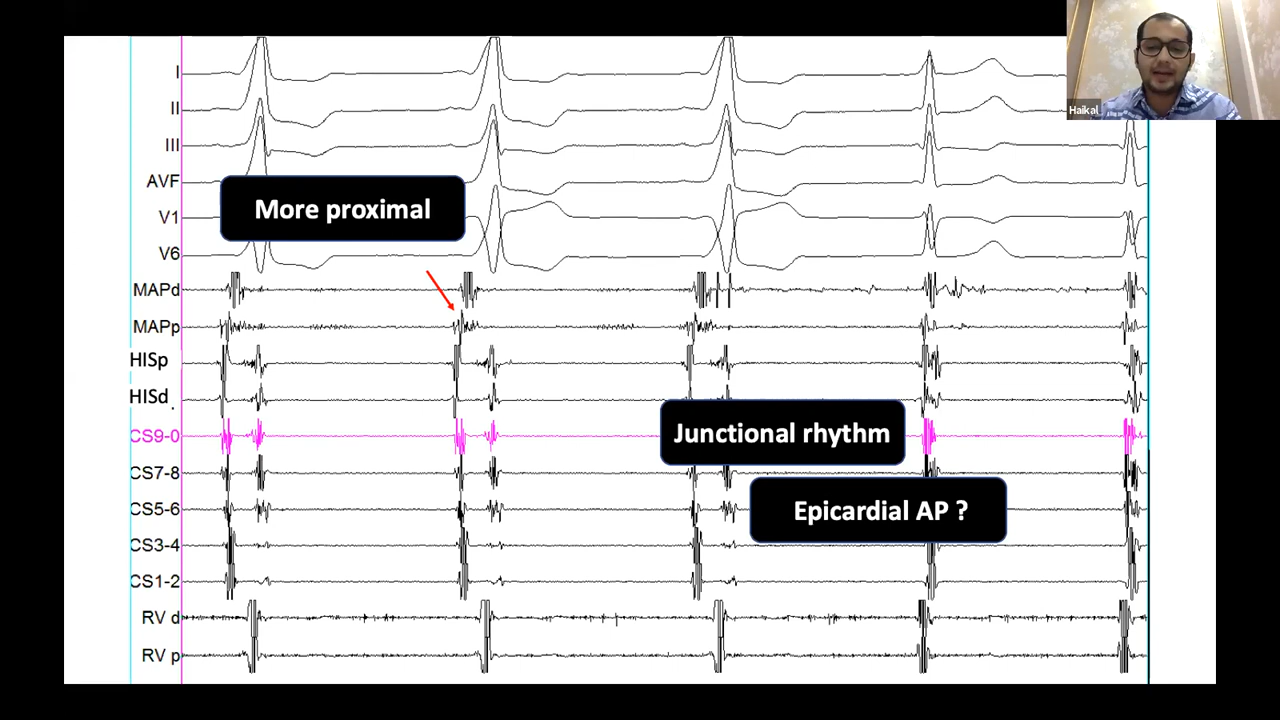 Haikal
I
II
III
AVF
V1
V6
More proximal
MAPd
MAPp
HISp
HISd .
CS9-0
Junctional rhythm
CS7-8
CS5-6
Epicardial AP ?
CS3-4
CS1-2
RV d
RV p